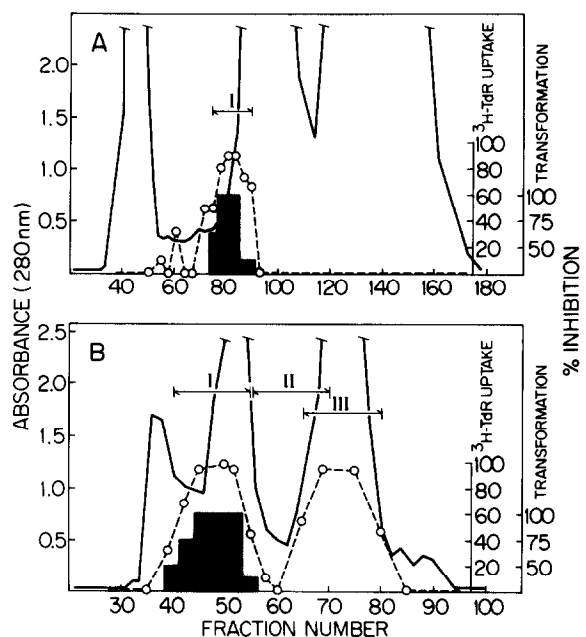 A
I
2.0
1.5
1.0
0.5
40 60 80 100 120 140 160 180
100
80
60
40
20
100
75
50
³H-TdR UPTAKE
TRANSFORMATION
B
I II III
2.5
2.0
1.5
1.0
0.5
30 40 50 60 70 80 90 100
100
80
60
40
20
100
75
50
³H-TdR UPTAKE
TRANSFORMATION
ABSORBANCE (280nm)
% INHIBITION
FRACTION NUMBER